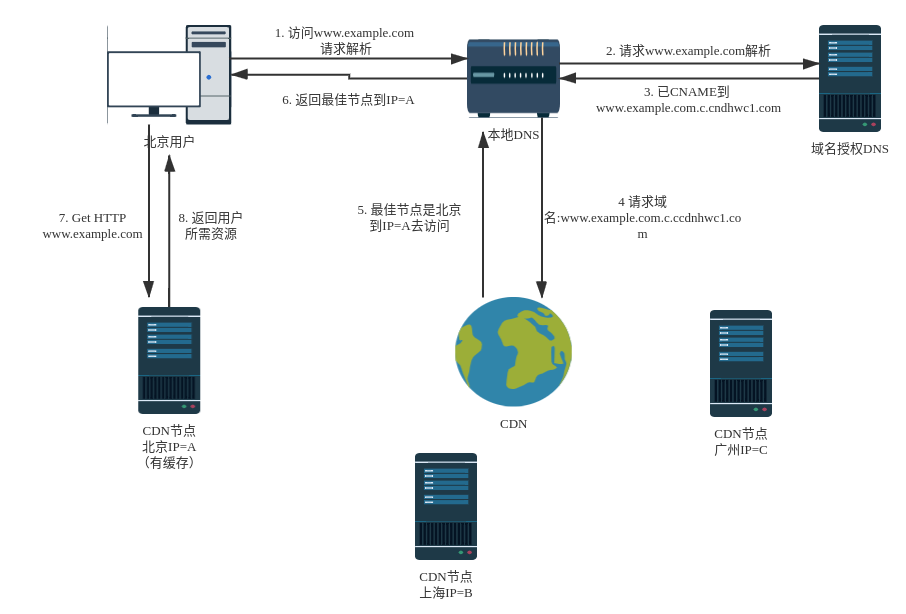 1. 访问www.example.com
请求解析
2. 请求www.example.com解析
6. 返回最佳节点到IP=A
3. 已CNAME到
www.example.com.c.cndhwc1.com
北京用户
本地DNS
域名授权DNS
7. Get HTTP
www.example.com
8. 返回用户
所需资源
5. 最佳节点是北京
到IP=A去访问
4 请求域
名:www.example.com.c.ccdnhwc1.co
m
CDN
CDN节点
北京IP=A
（有缓存）
CDN节点
广州IP=C
CDN节点
上海IP=B